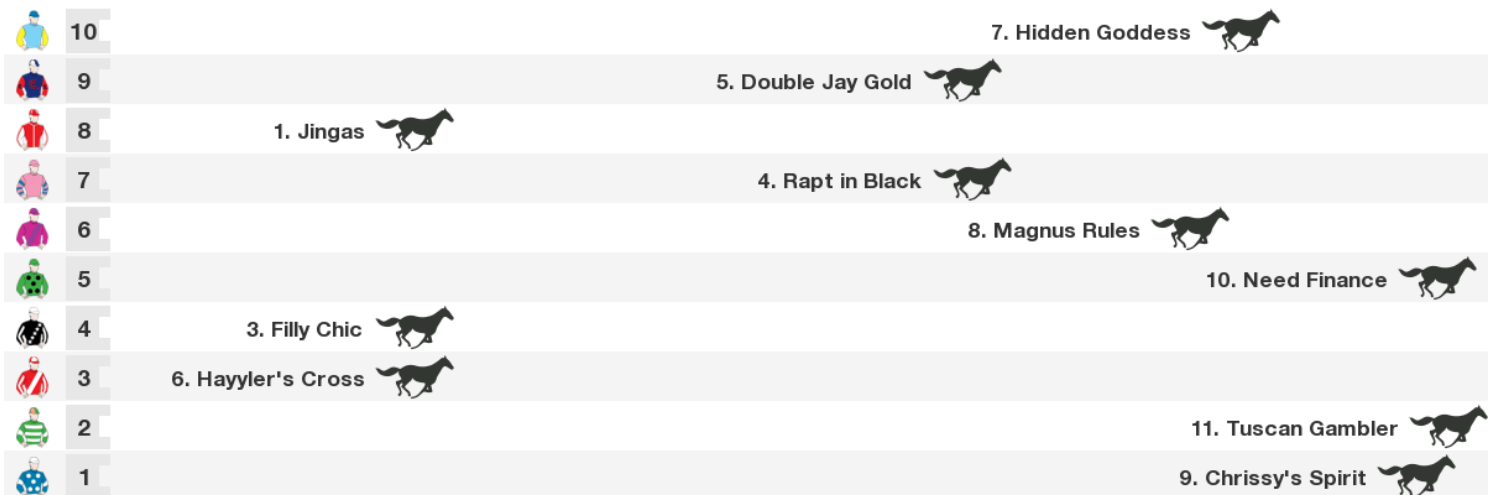 10 7. Hidden Goddess
9 5. Double Jay Gold
8 1. Jingas
7 4. Rapt in Black
6 8. Magnus Rules
5 10. Need Finance
4 3. Filly Chic
3 6. Hayyler's Cross
2 11. Tuscan Gambler
1 9. Chrissy's Spirit